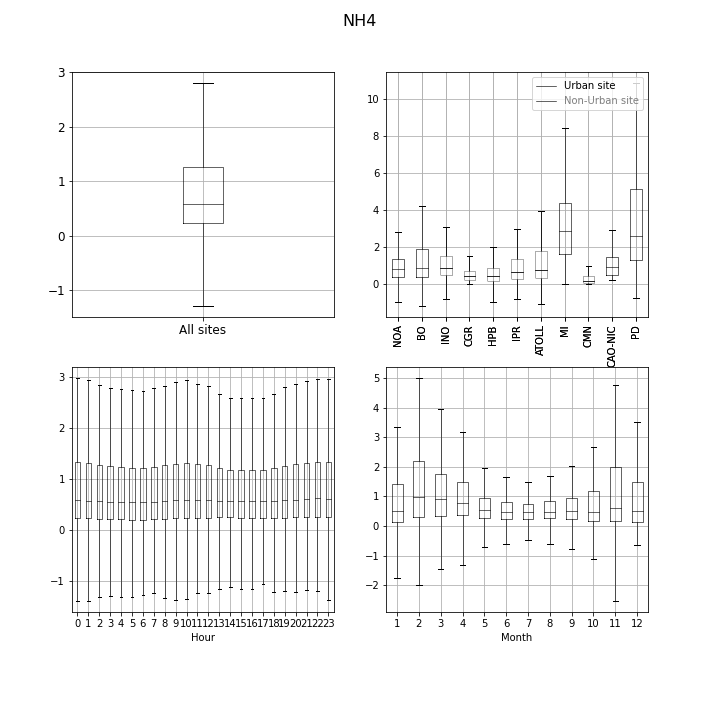 NH4
3
2
1
0
−1
All sites
10
8
6
4
2
0
Urban site
Non-Urban site
NOA
BO
INO
CGR
HPB
IPR
ATOLL
MI
CMN
CAO-NIC
PD
3
2
1
0
−1
0 1 2 3 4 5 6 7 8 9 10 11 12 13 14 15 16 17 18 19 20 21 22 23
Hour
5
4
3
2
1
0
−1
−2
1 2 3 4 5 6 7 8 9 10 11 12
Month